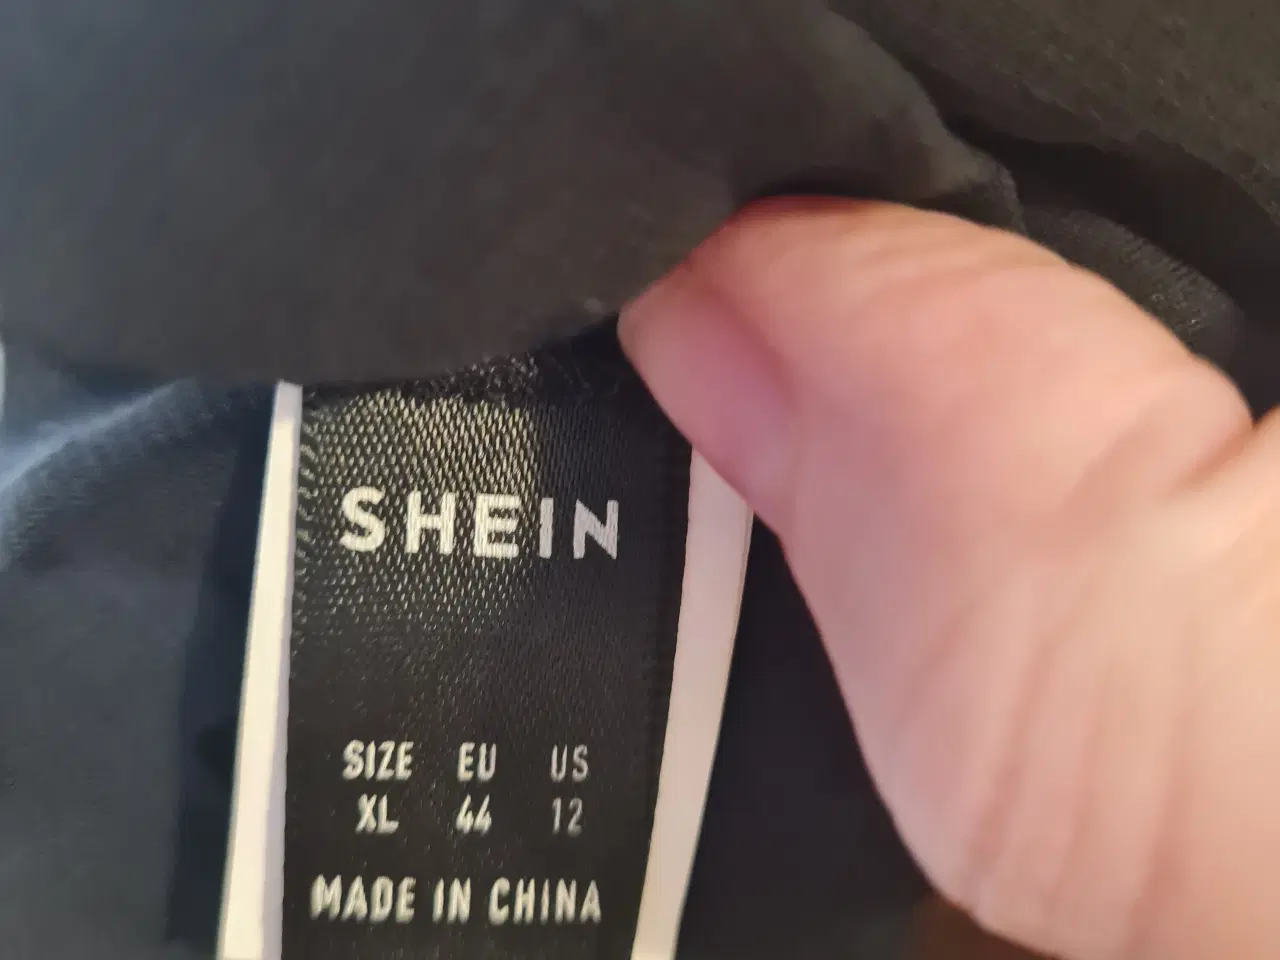 SHEIN
SIZE EU US
XL 44 12
MADE IN CHINA